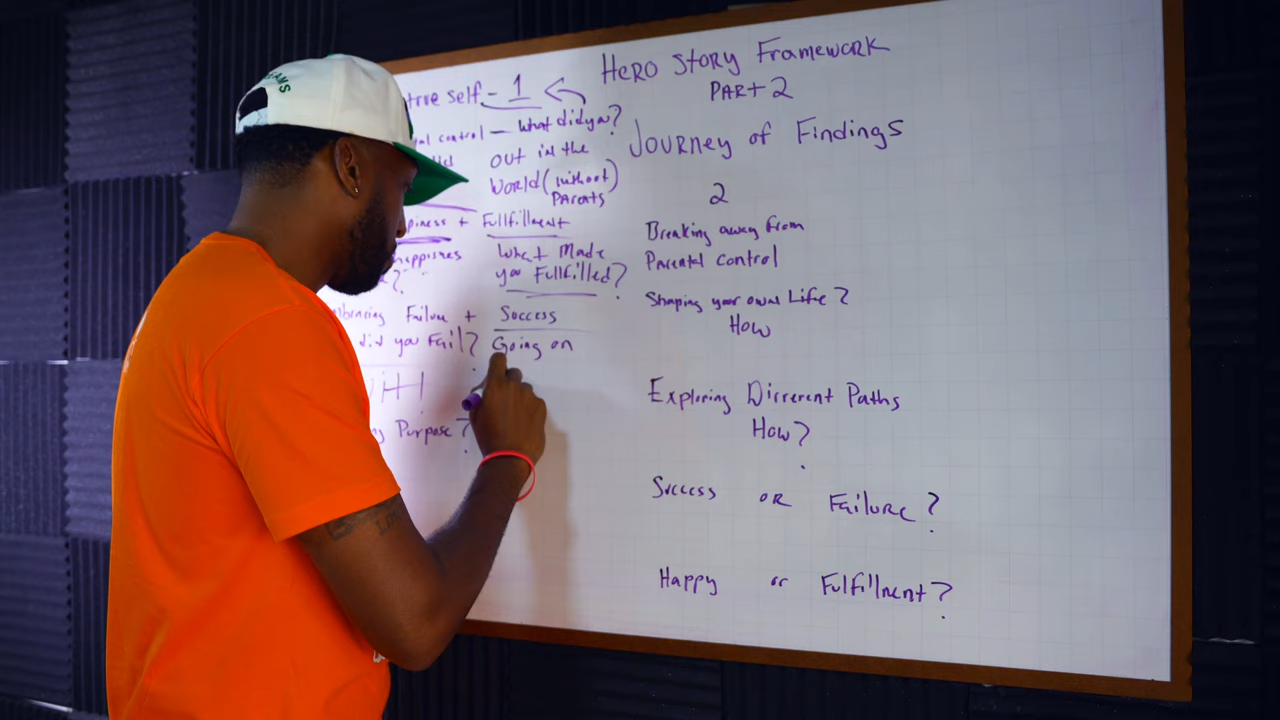 Hero Story Framework
Part 2
true self - 1
control - What did you?
out in the
World (without
Parents)
+ Fullfillment
What Made
you Fullfilled?
Failure + Success
did you Fail? Going on
Purpose?
Journey of Findings
2
Breaking away from
Parental control
Shaping your own Life?
How
Exploring Different Paths
How?
Success or Failure?
Happy or Fulfillment?